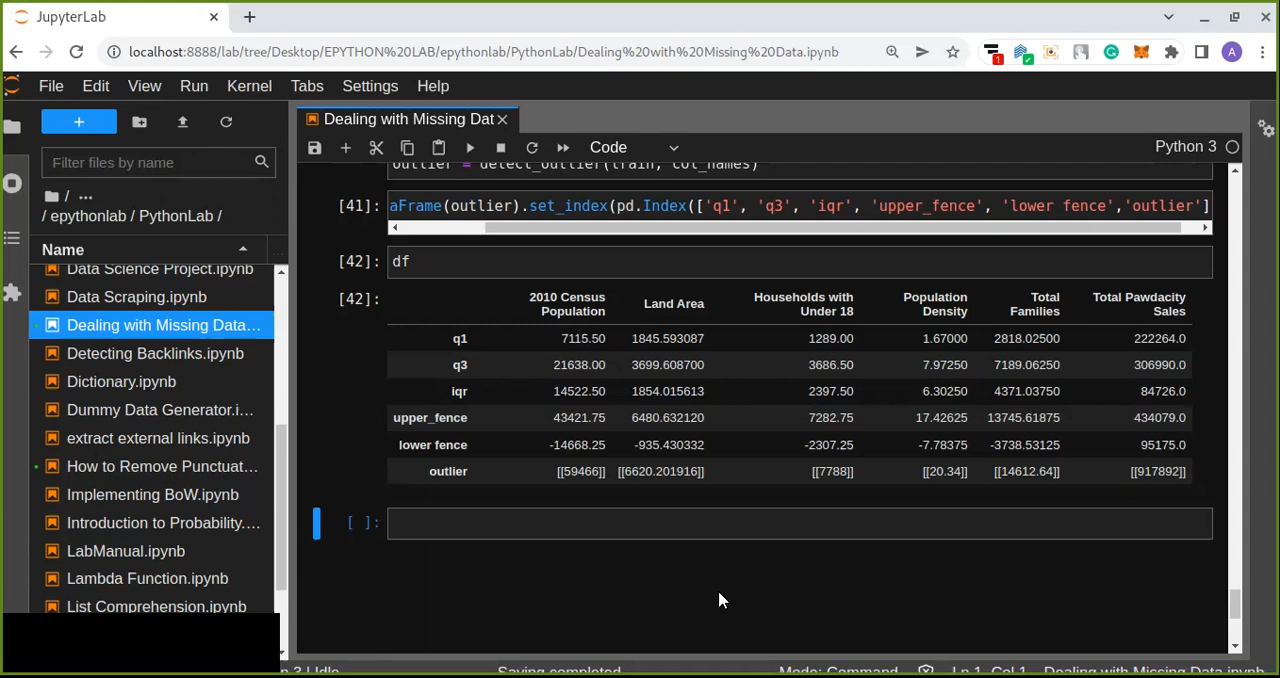 JupyterLab
localhost:8888/lab/tree/Desktop/EPYTHON%20LAB/epythonlab/PythonLab/Dealing%20with%20Missing%20Data.ipynb
1
A
File Edit View Run Kernel Tabs Settings Help
+
Filter files by name
/ ...
/ epythonlab / PythonLab /
Name
Data Science Project.ipynb
Data Scraping.ipynb
Dealing with Missing Data...
Detecting Backlinks.ipynb
Dictionary.ipynb
Dummy Data Generator.i...
extract external links.ipynb
How to Remove Punctuat...
Implementing BoW.ipynb
Introduction to Probability....
LabManual.ipynb
Lambda Function.ipynb
List Comprehension.ipynb
Dealing with Missing Dat
Code
Python 3
outlier = detect_outlier(train, col_names)
[41]: aFrame(outlier).set_index(pd.Index(['q1', 'q3', 'iqr', 'upper_fence', 'lower fence','outlier']
[42]: df
[42]:
2010 Census Population Land Area Households with Under 18 Population Density Total Families Total Pawdacity Sales
q1 7115.50 1845.593087 1289.00 1.67000 2818.02500 222264.0
q3 21638.00 3699.608700 3686.50 7.97250 7189.06250 306990.0
iqr 14522.50 1854.015613 2397.50 6.30250 4371.03750 84726.0
upper_fence 43421.75 6480.632120 7282.75 17.42625 13745.61875 434079.0
lower fence -14668.25 -935.430332 -2307.25 -7.78375 -3738.53125 95175.0
outlier [[59466]] [[6620.201916]] [[7788]] [[20.34]] [[14612.64]] [[917892]]
[ ]:
3 | Idle Saving completed Mode: Command Ln 1, Col 1 Dealing with Missing Data.ipynb